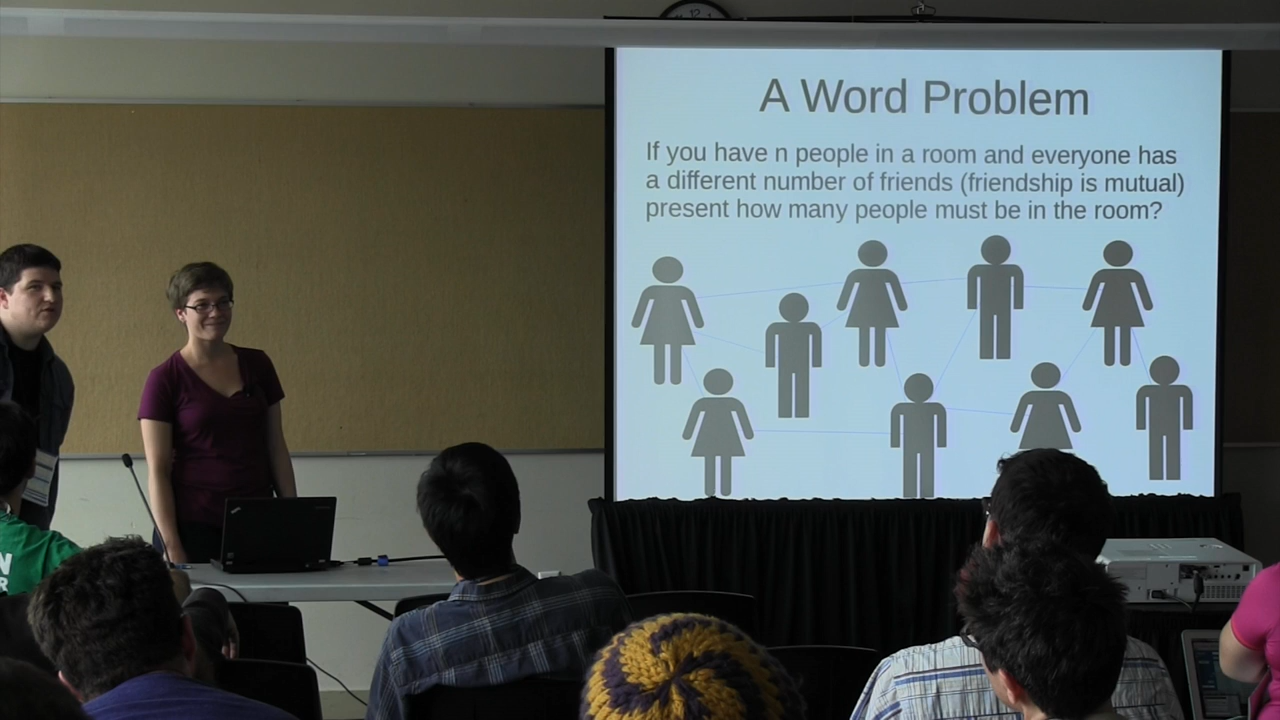 A Word Problem
If you have n people in a room and everyone has
a different number of friends (friendship is mutual)
present how many people must be in the room?
12
N
R